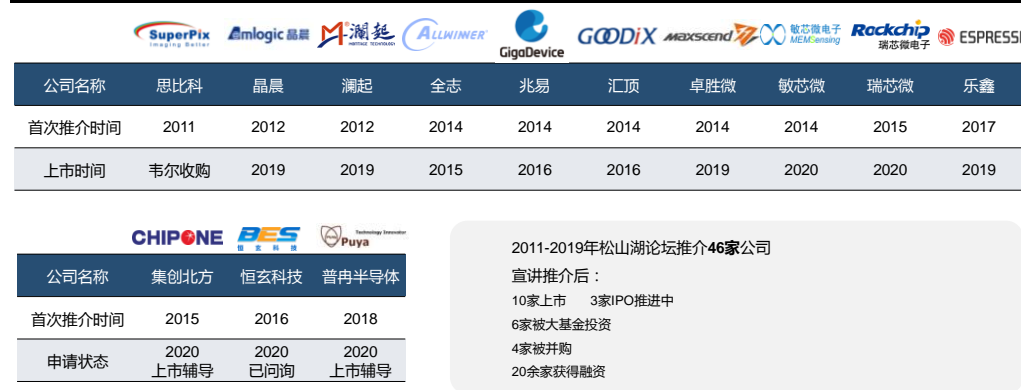 SuperPix Amlogic 晶晨 澜起 ALLWINNER GigaDevice GOODiX maxscend 敏芯微电子 MEMSensing Rockchip 瑞芯微电子 ESPRESSI
Imaging Better MONTAGE TECHNOLOGY
公司名称 思比科 晶晨 澜起 全志 兆易 汇顶 卓胜微 敏芯微 瑞芯微 乐鑫
首次推介时间 2011 2012 2012 2014 2014 2014 2014 2014 2015 2017
上市时间 韦尔收购 2019 2019 2015 2016 2016 2019 2020 2020 2019
CHIPONE BES 恒玄科技 Puya Technology Innovator
公司名称 集创北方 恒玄科技 普冉半导体
首次推介时间 2015 2016 2018
申请状态 2020 上市辅导 2020 已问询 2020 上市辅导
2011-2019年松山湖论坛推介46家公司
宣讲推介后：
10家上市 3家IPO推进中
6家被大基金投资
4家被并购
20余家获得融资